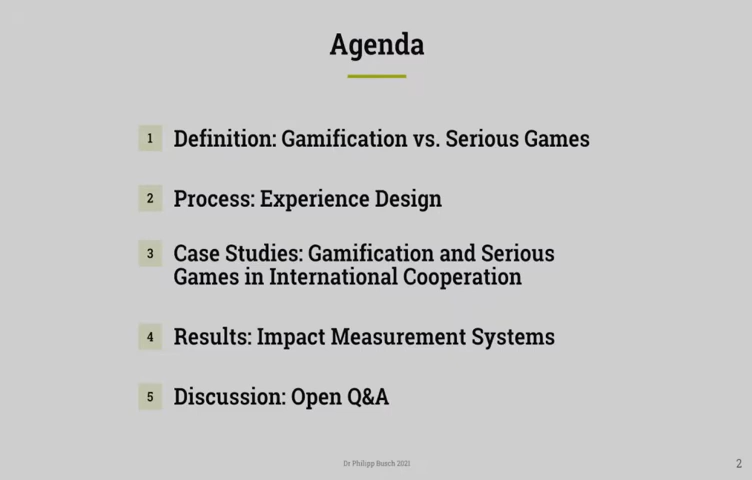 Agenda
1 Definition: Gamification vs. Serious Games
2 Process: Experience Design
3 Case Studies: Gamification and Serious
Games in International Cooperation
4 Results: Impact Measurement Systems
5 Discussion: Open Q&A
Dr Philipp Busch 2021
2